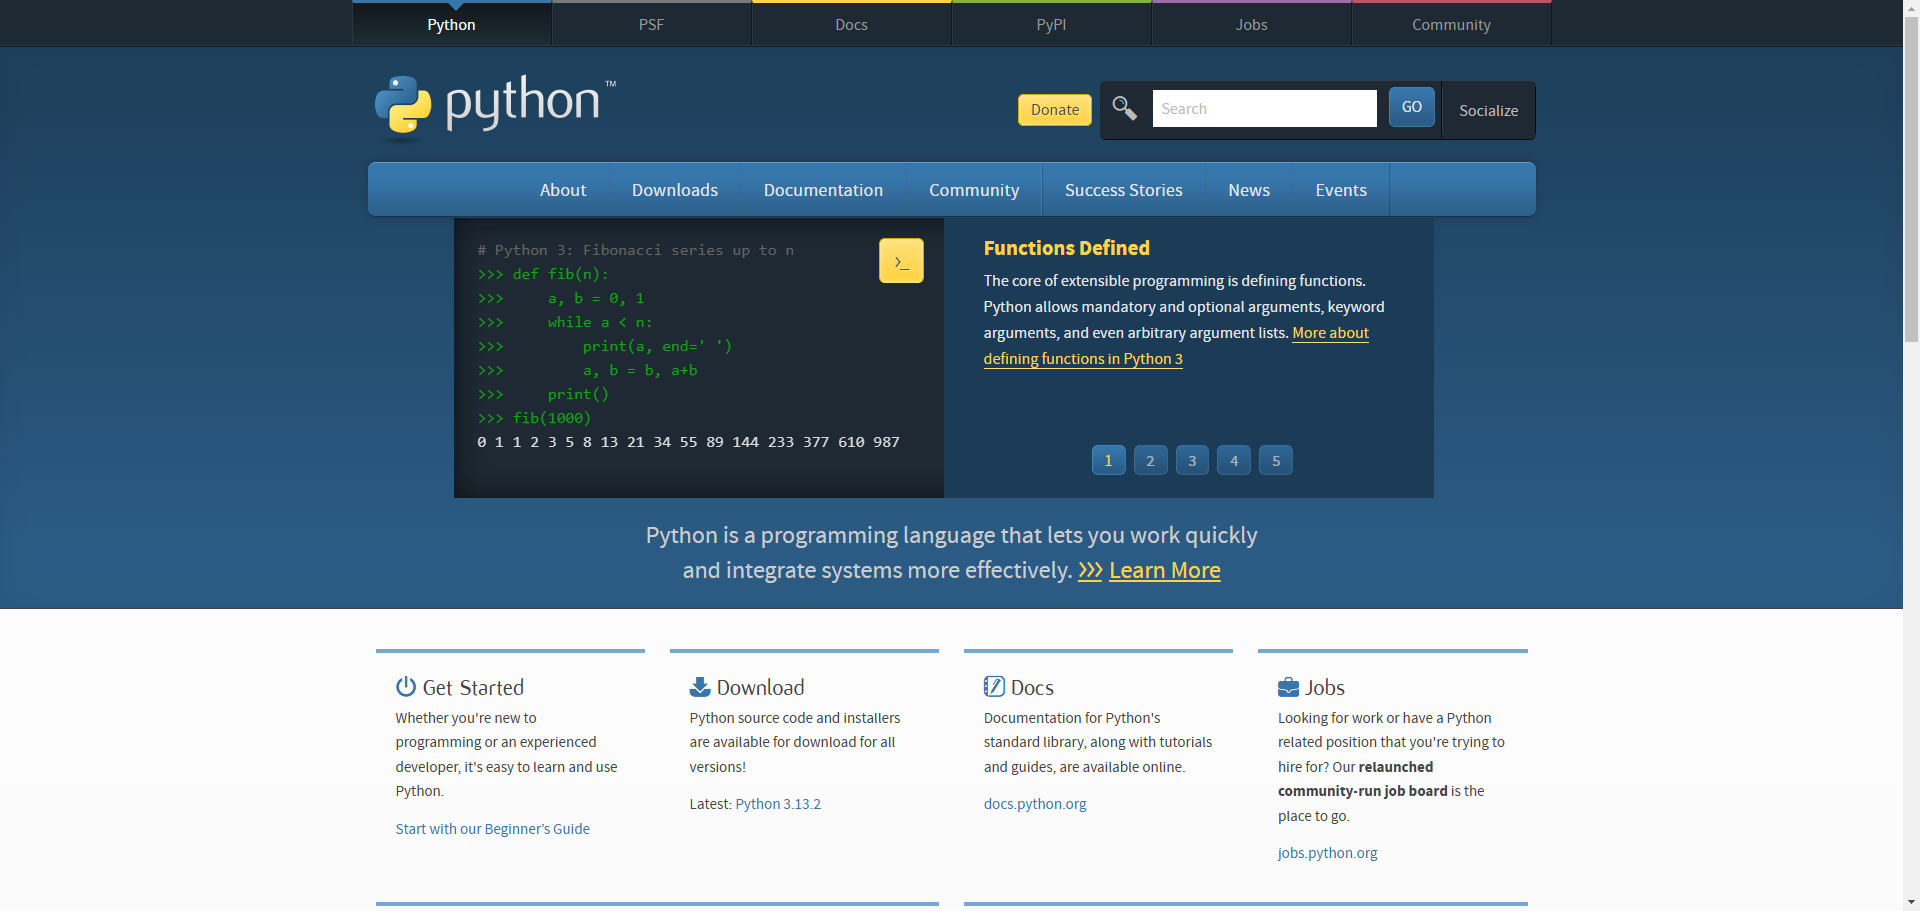 Python
PSF
Docs
PyPI
Jobs
Community
python™
Donate
Search
GO
Socialize
About
Downloads
Documentation
Community
Success Stories
News
Events
# Python 3: Fibonacci series up to n
>>> def fib(n):
>>>     a, b = 0, 1
>>>     while a < n:
>>>         print(a, end=' ')
>>>         a, b = b, a+b
>>>     print()
>>> fib(1000)
0 1 1 2 3 5 8 13 21 34 55 89 144 233 377 610 987
>_
Functions Defined
The core of extensible programming is defining functions.
Python allows mandatory and optional arguments, keyword
arguments, and even arbitrary argument lists. More about
defining functions in Python 3
1
2
3
4
5
Python is a programming language that lets you work quickly
and integrate systems more effectively. >>> Learn More
Get Started
Whether you're new to
programming or an experienced
developer, it's easy to learn and use
Python.
Start with our Beginner’s Guide
Download
Python source code and installers
are available for download for all
versions!
Latest: Python 3.13.2
Docs
Documentation for Python's
standard library, along with tutorials
and guides, are available online.
docs.python.org
Jobs
Looking for work or have a Python
related position that you're trying to
hire for? Our relaunched
community-run job board is the
place to go.
jobs.python.org